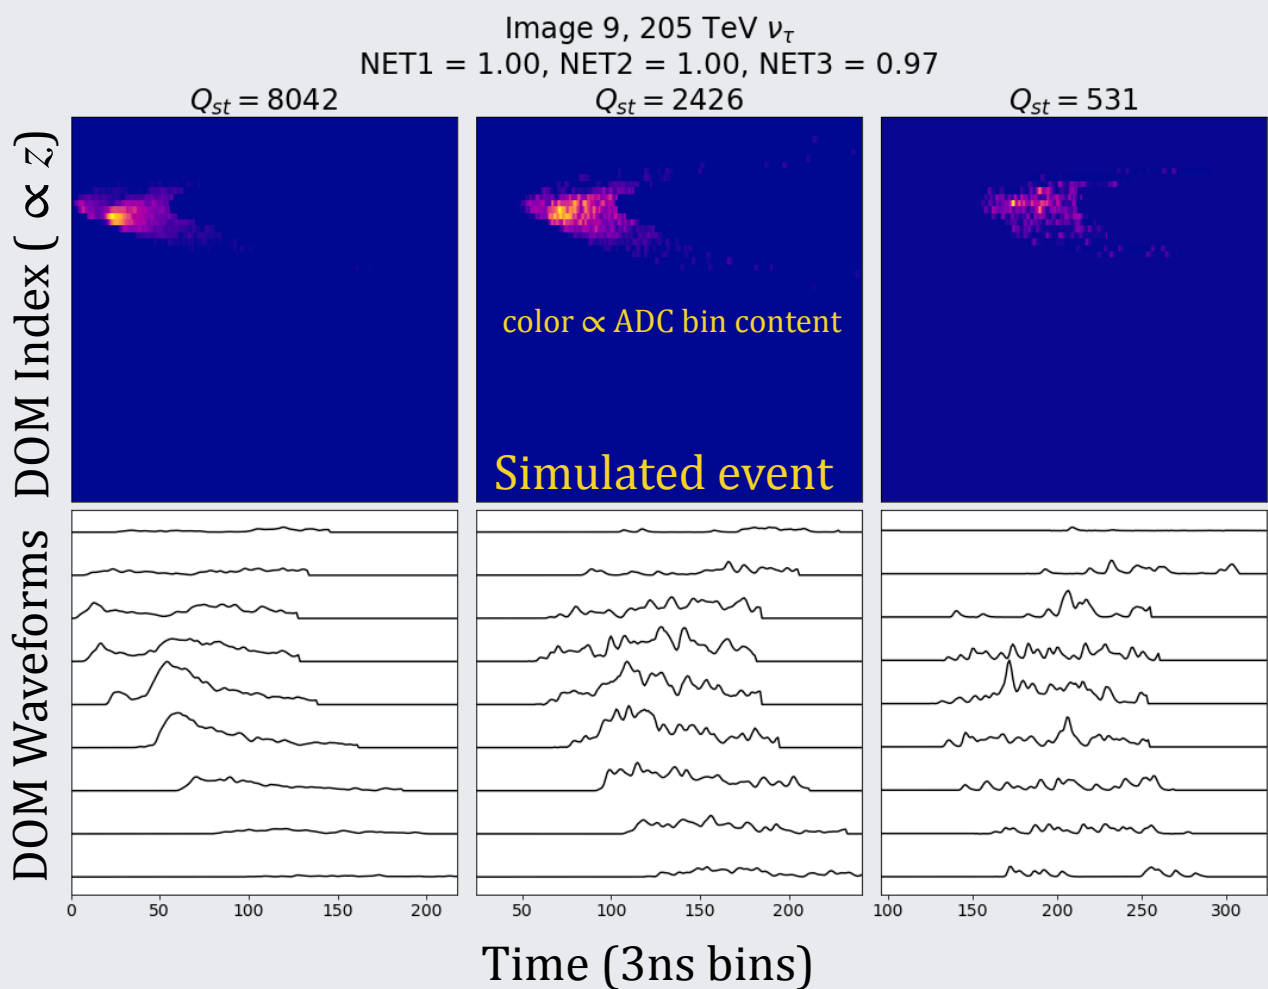 Image 9, 205 TeV ν_τ
NET1 = 1.00, NET2 = 1.00, NET3 = 0.97
Q_st = 8042
Q_st = 2426
Q_st = 531
DOM Index ( ∝ z)
color ∝ ADC bin content
Simulated event
DOM Waveforms
0 50 100 150 200
50 100 150 200
100 150 200 250 300
Time (3ns bins)